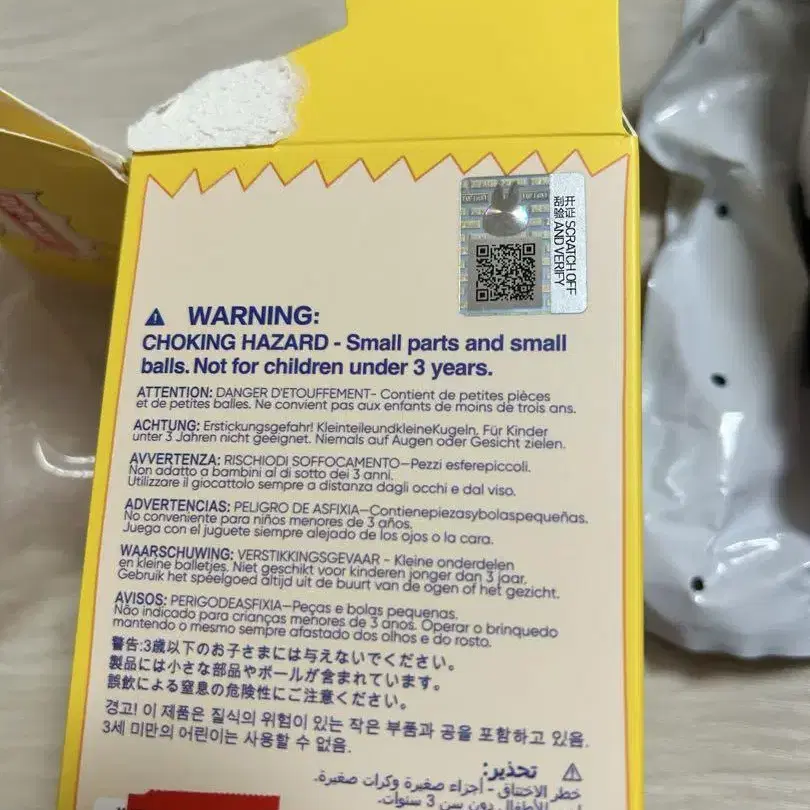 开证 SCRATCH OFF
刮验 AND VERIFY
⚠ WARNING:
CHOKING HAZARD - Small parts and small
balls. Not for children under 3 years.
ATTENTION: DANGER D'ETOUFFEMENT- Contient de petites pièces
et de petites balles. Ne convient pas aux enfants de moins de trois ans.
ACHTUNG: Erstickungsgefahr! KleinteileundkleineKugeln. Für Kinder
unter 3 Jahren nicht geeignet. Niemals auf Augen oder Gesicht zielen.
AVVERTENZA: RISCHIODI SOFFOCAMENTO—Pezzi esferepiccoli.
Non adatto a bambini al di sotto dei 3 anni.
Utilizzare il giocattolo sempre a distanza dagli occhi e dal viso.
ADVERTENCIAS: PELIGRO DE ASFIXIA—Contienepiezasybolaspequeñas.
No conveniente para niños menores de 3 años.
Juega con el juguete siempre alejado de los ojos o la cara.
WAARSCHUWING: VERSTIKKINGSGEVAAR - Kleine onderdelen
en kleine balletjes. Niet geschikt voor kinderen jonger dan 3 jaar.
Gebruik het speelgoed altijd uit de buurt van de ogen of het gezicht.
AVISOS: PERIGODEASFIXIA—Peças e bolas pequenas.
Não indicado para crianças menores de 3 anos. Operar o brinquedo
mantendo o mesmo sempre afastado dos olhos e do rosto.
警告:3歳以下のお子さまには与えないでください。
製品には小さな部品やボールが含まれています。
誤飲による窒息の危険性にご注意ください。
경고! 이 제품은 질식의 위험이 있는 작은 부품과 공을 포함하고 있음.
3세 미만의 어린이는 사용할 수 없음.
⚠ تحذير:
خطر الاختناق - أجزاء صغيرة وكرات صغيرة.
للأطفال دون سن 3 سنوات.